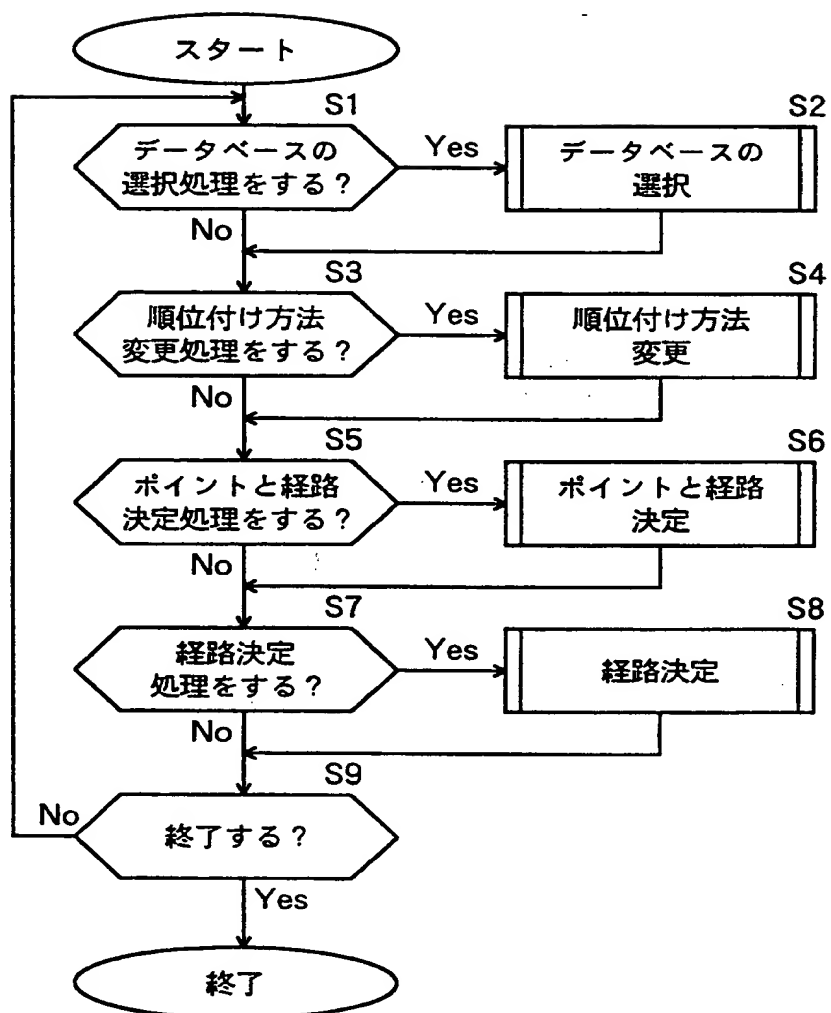 スタート
S1
データベースの
選択処理をする？
Yes
S2
データベースの
選択
No
S3
順位付け方法
変更処理をする？
Yes
S4
順位付け方法
変更
No
S5
ポイントと経路
決定処理をする？
Yes
S6
ポイントと経路
決定
No
S7
経路決定
処理をする？
Yes
S8
経路決定
No
S9
終了する？
No
Yes
終了